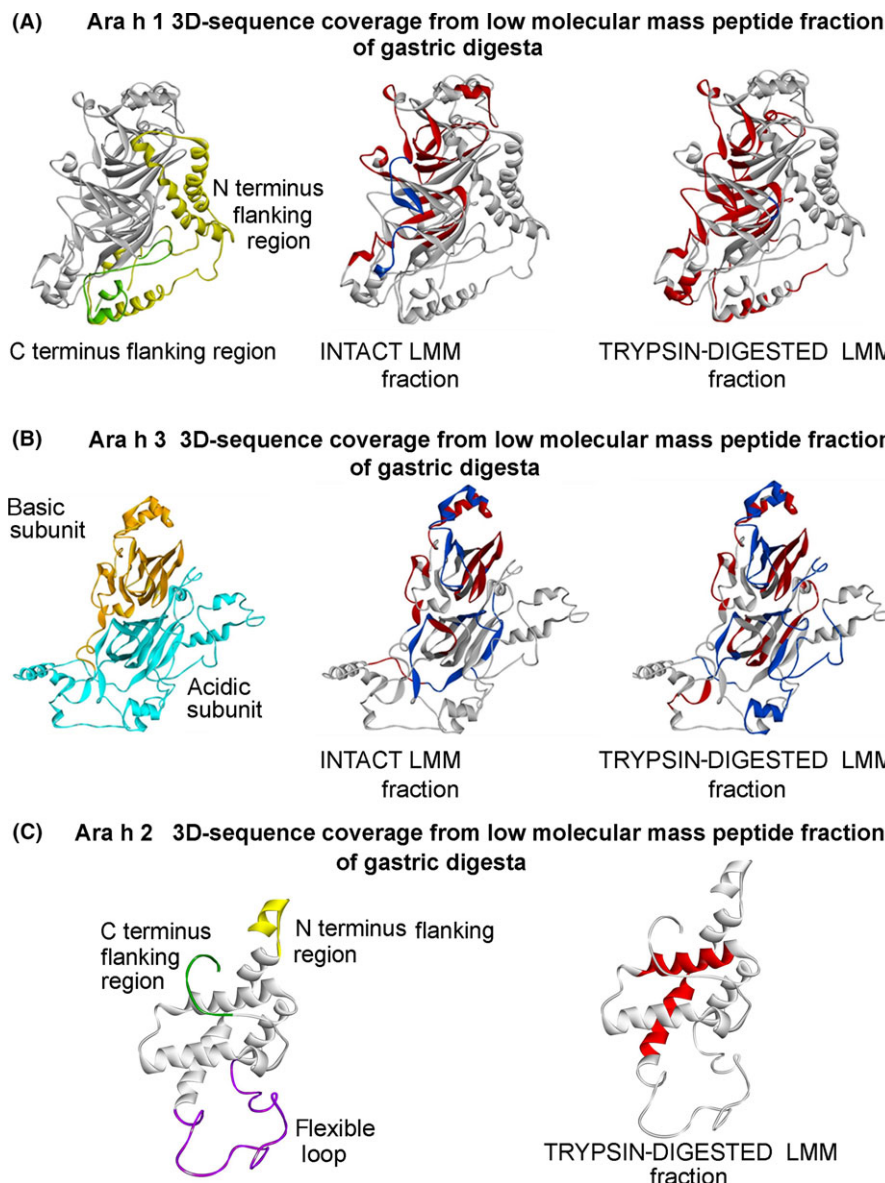 (A) Ara h 1 3D-sequence coverage from low molecular mass peptide fraction
of gastric digesta
N terminus
flanking
region
C terminus flanking region
INTACT LMM
fraction
TRYPSIN-DIGESTED LMM
fraction
(B) Ara h 3 3D-sequence coverage from low molecular mass peptide fraction
of gastric digesta
Basic
subunit
Acidic
subunit
INTACT LMM
fraction
TRYPSIN-DIGESTED LMM
fraction
(C) Ara h 2 3D-sequence coverage from low molecular mass peptide fraction
of gastric digesta
C terminus
flanking
region
N terminus flanking
region
Flexible
loop
TRYPSIN-DIGESTED LMM
fraction